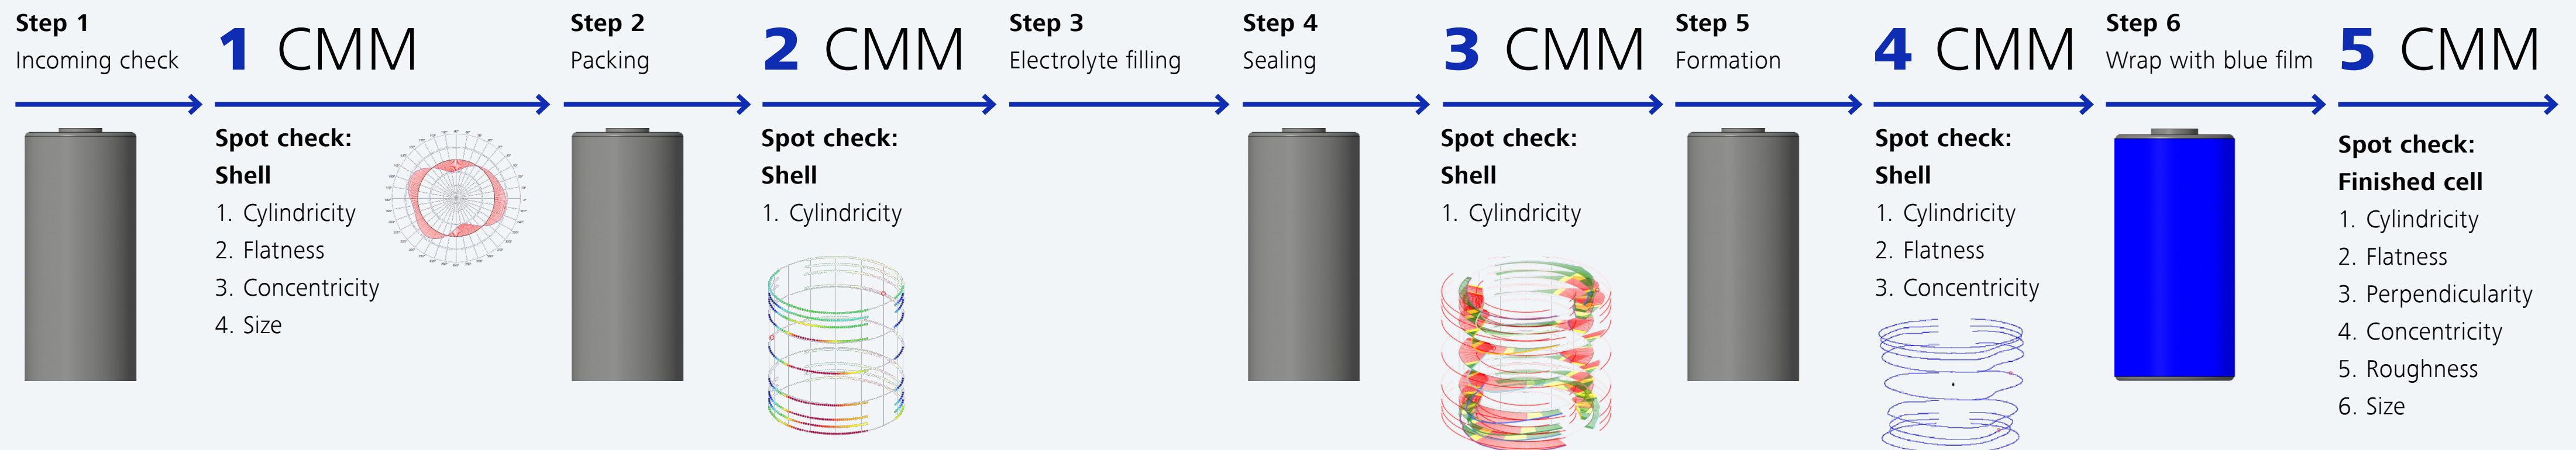 Step 1
Incoming check
1 CMM
Spot check:
Shell
1. Cylindricity
2. Flatness
3. Concentricity
4. Size
Step 2
Packing
2 CMM
Spot check:
Shell
1. Cylindricity
Step 3
Electrolyte filling
Step 4
Sealing
3 CMM
Spot check:
Shell
1. Cylindricity
Step 5
Formation
4 CMM
Spot check:
Shell
1. Cylindricity
2. Flatness
3. Concentricity
Step 6
Wrap with blue film
5 CMM
Spot check:
Finished cell
1. Cylindricity
2. Flatness
3. Perpendicularity
4. Concentricity
5. Roughness
6. Size